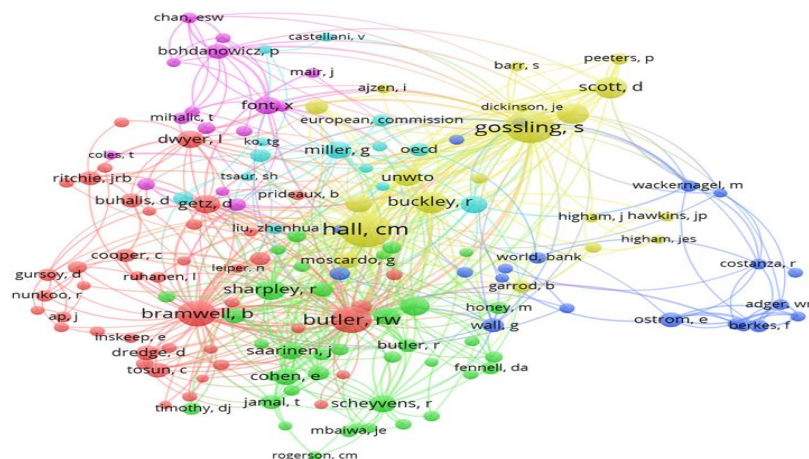 chan, esw
castellani, v
bohdanowicz, p
barr, s
peeters, p
mair, j
ajzen, i
scott, d
font, x
dickinson, je
mihalic, t
european, commission
gossling, s
dwyer, l
coles, t
ko, tg
miller, g
oecd
ritchie, jrb
tsaur, sh
unwto
wackernagel, m
buhalis, d
getz, d
prideaux, b
buckley, r
liu, zhenhua
hall, cm
higham, j
hawkins, jp
higham, jes
cooper, c
leiper, n
moscardo, g
world, bank
costanza, r
gursoy, d
ruhanen, l
nunkoo, r
sharpley, r
garrod, b
ap, j
bramwell, b
butler, rw
honey, m
adger, wn
wall, g
ostrom, e
berkes, f
inskeep, e
dredge, d
saarinen, j
butler, r
tosun, c
cohen, e
fennell, da
timothy, dj
jamal, t
scheyvens, r
mbaiwa, je
rogerson, cm